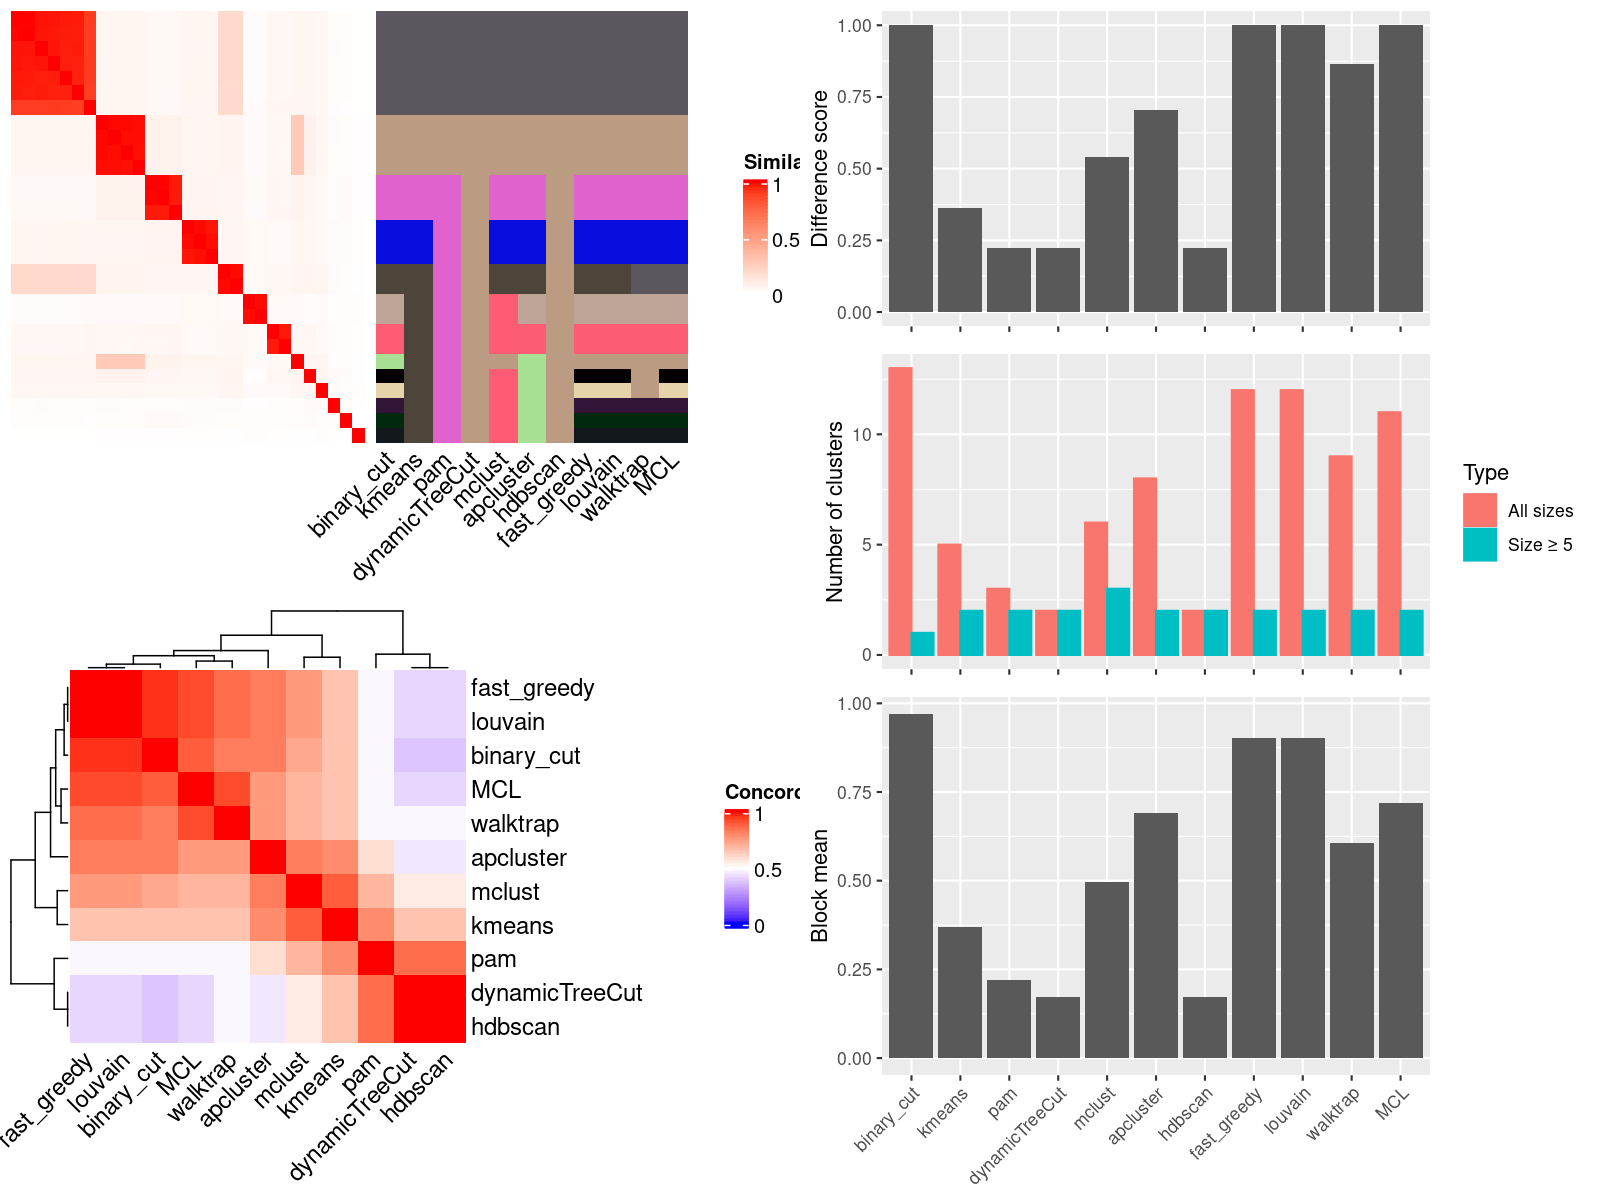 Simila
1
0.5
0
binary_cut
kmeans
pam
dynamicTreeCut
mclust
apcluster
hdbscan
fast_greedy
louvain
walktrap
MCL
fast_greedy
louvain
binary_cut
MCL
walktrap
apcluster
mclust
kmeans
pam
dynamicTreeCut
hdbscan
fast_greedy
louvain
binary_cut
MCL
walktrap
apcluster
mclust
kmeans
pam
dynamicTreeCut
hdbscan
Concord
1
0.5
0
Difference score
1.00
0.75
0.50
0.25
0.00
Number of clusters
10
5
0
Type
All sizes
Size ≥ 5
Block mean
1.00
0.75
0.50
0.25
0.00
binary_cut
kmeans
pam
dynamicTreeCut
mclust
apcluster
hdbscan
fast_greedy
louvain
walktrap
MCL